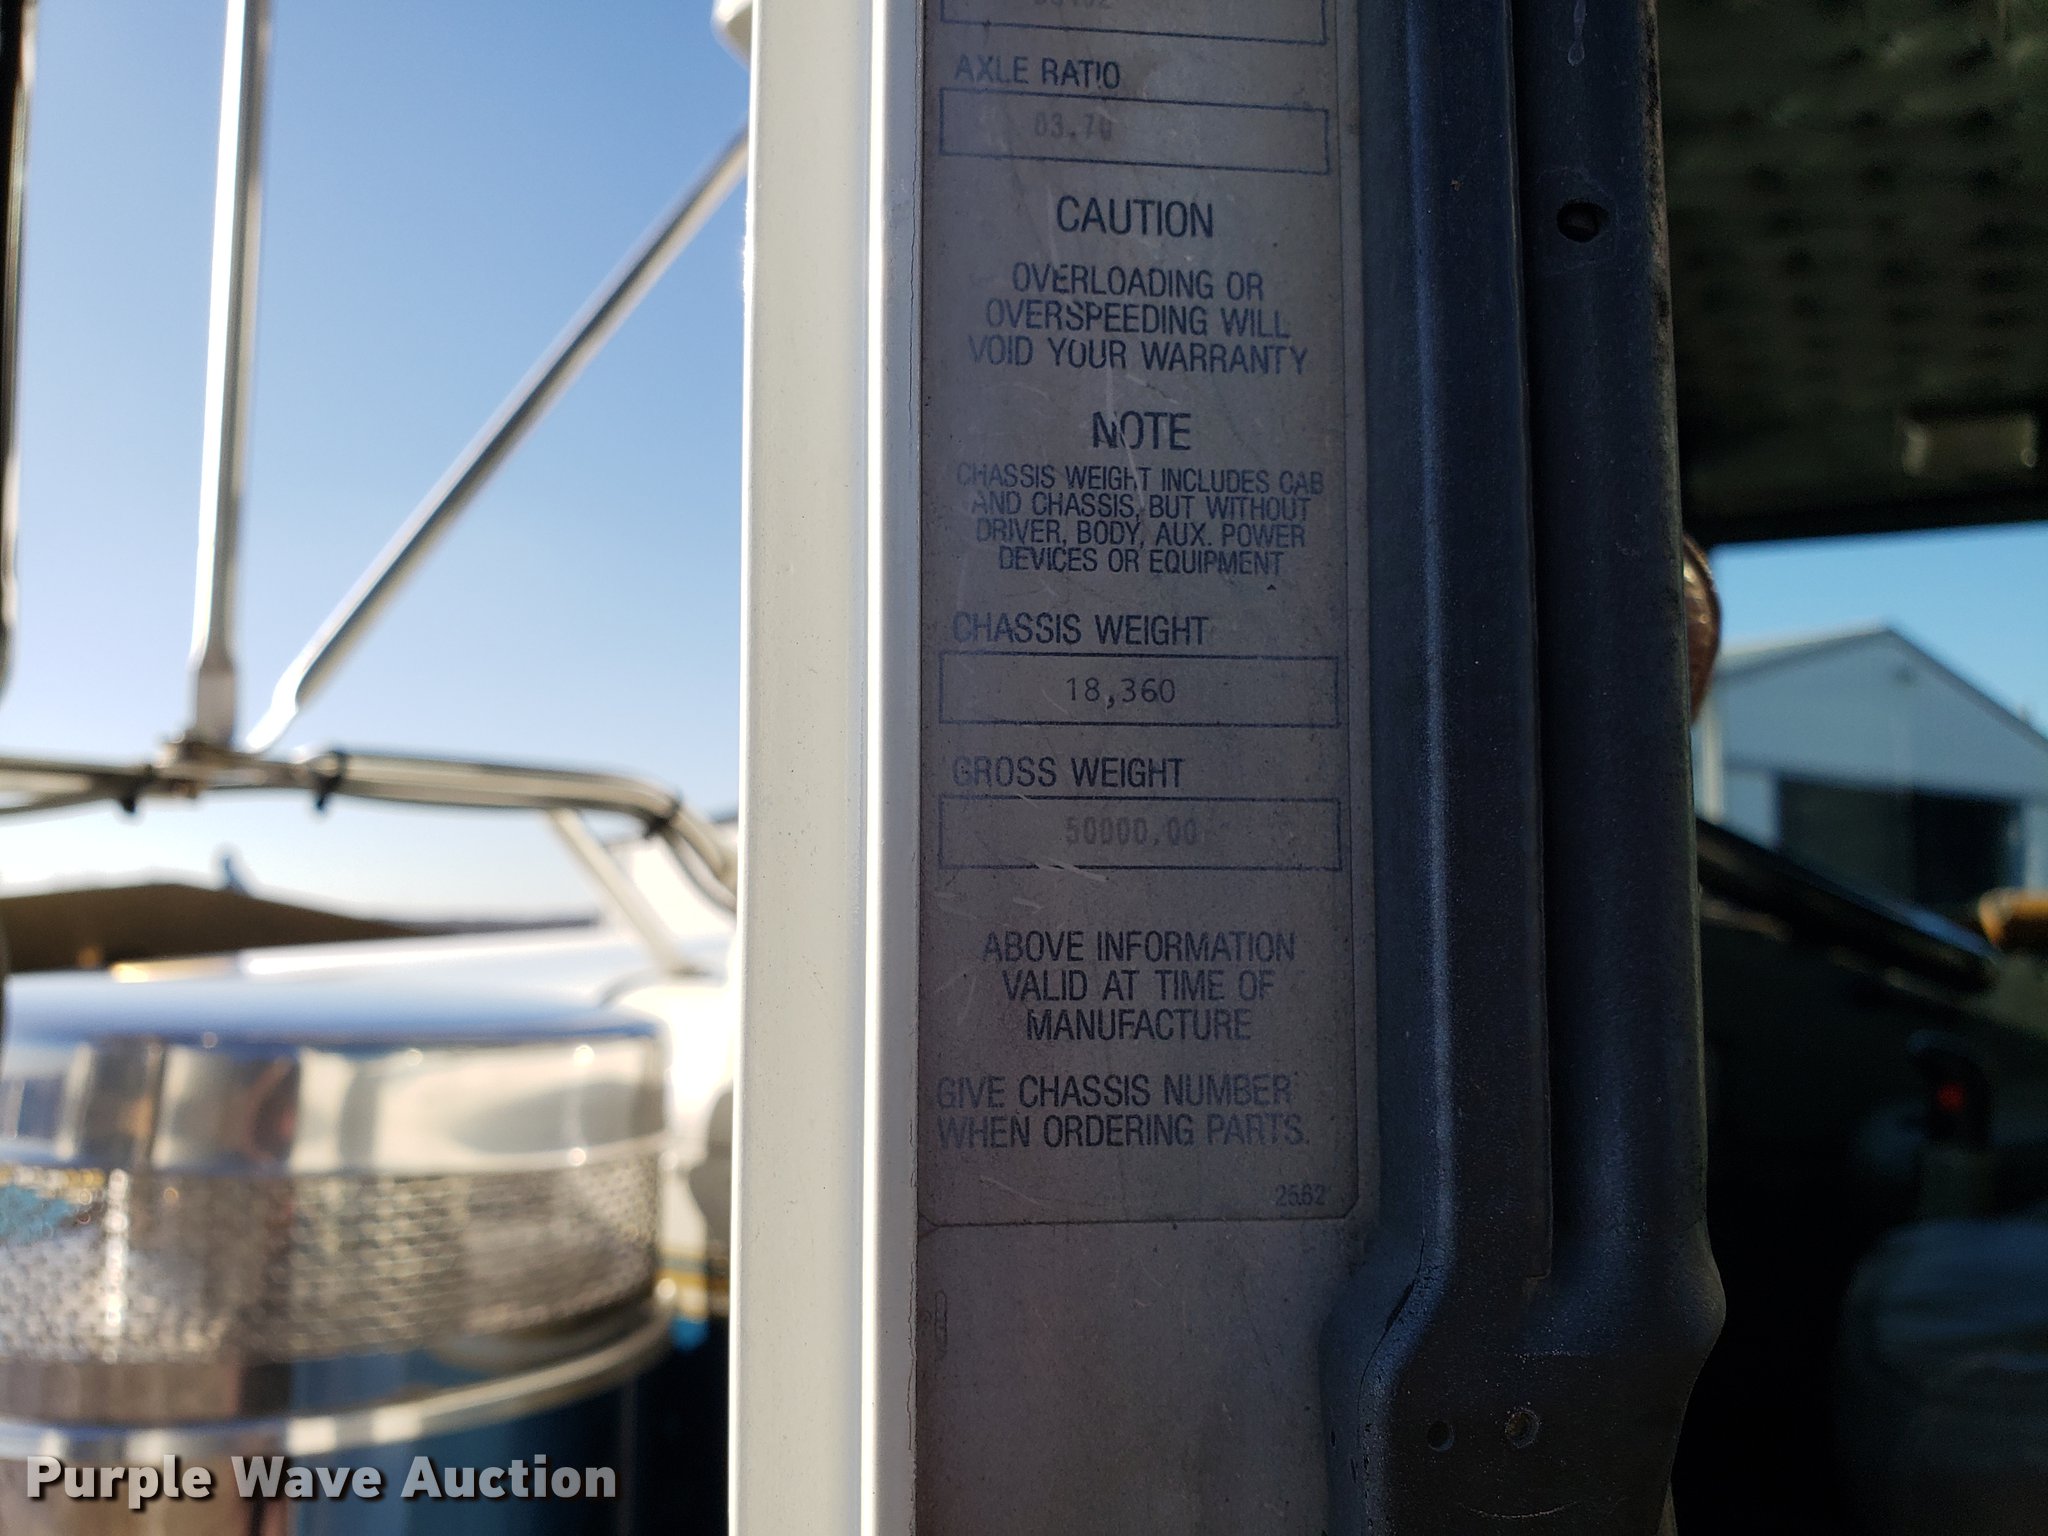 AXLE RATIO
03.70
CAUTION
OVERLOADING OR
OVERSPEEDING WILL
VOID YOUR WARRANTY
NOTE
CHASSIS WEIGHT INCLUDES CAB
AND CHASSIS, BUT WITHOUT
DRIVER, BODY, AUX. POWER
DEVICES OR EQUIPMENT
CHASSIS WEIGHT
18,360
GROSS WEIGHT
50000.00
ABOVE INFORMATION
VALID AT TIME OF
MANUFACTURE
GIVE CHASSIS NUMBER
WHEN ORDERING PARTS.
2562
Purple Wave Auction